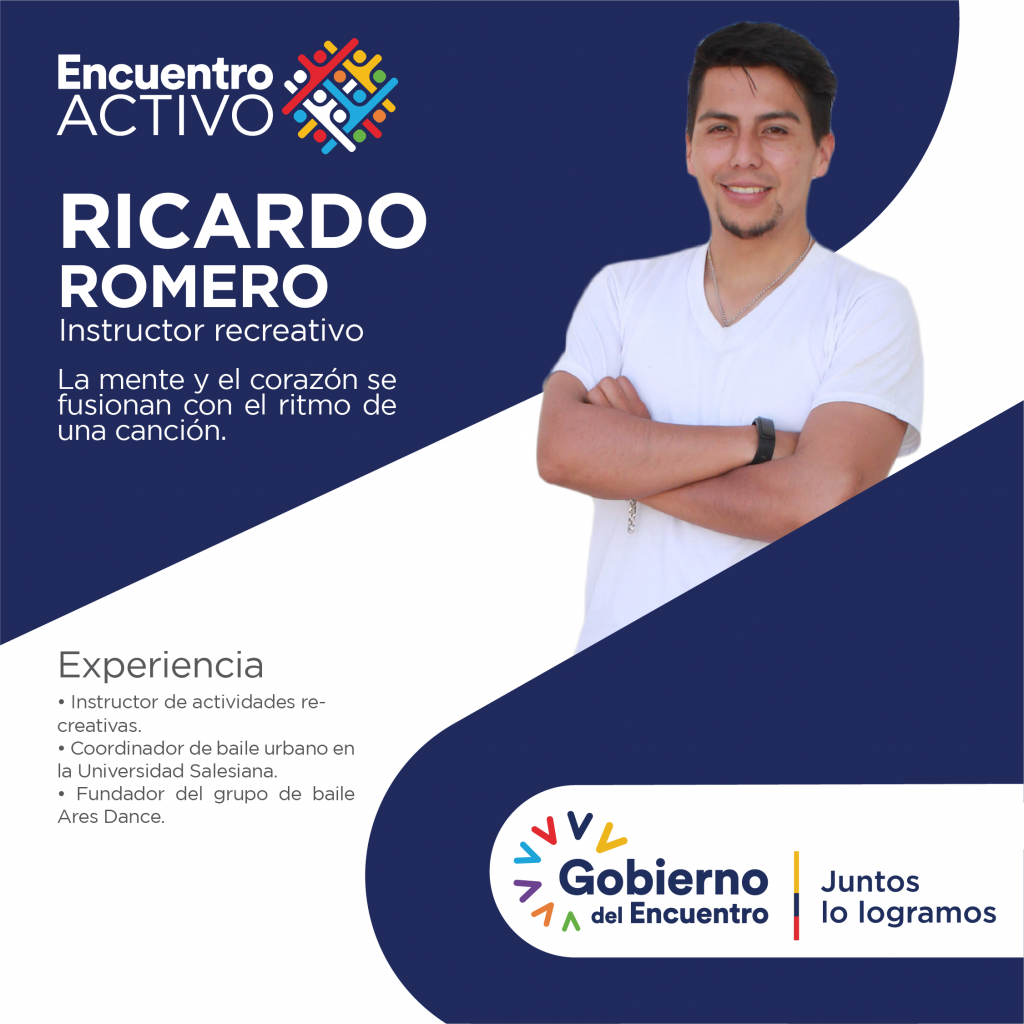 Encuentro
ACTIVO
RICARDO
ROMERO
Instructor recreativo
La mente y el corazón se
fusionan con el ritmo de
una canción.
Experiencia
• Instructor de actividades re-
creativas.
• Coordinador de baile urbano en
la Universidad Salesiana.
• Fundador del grupo de baile
Ares Dance.
Gobierno
del Encuentro
Juntos
lo logramos